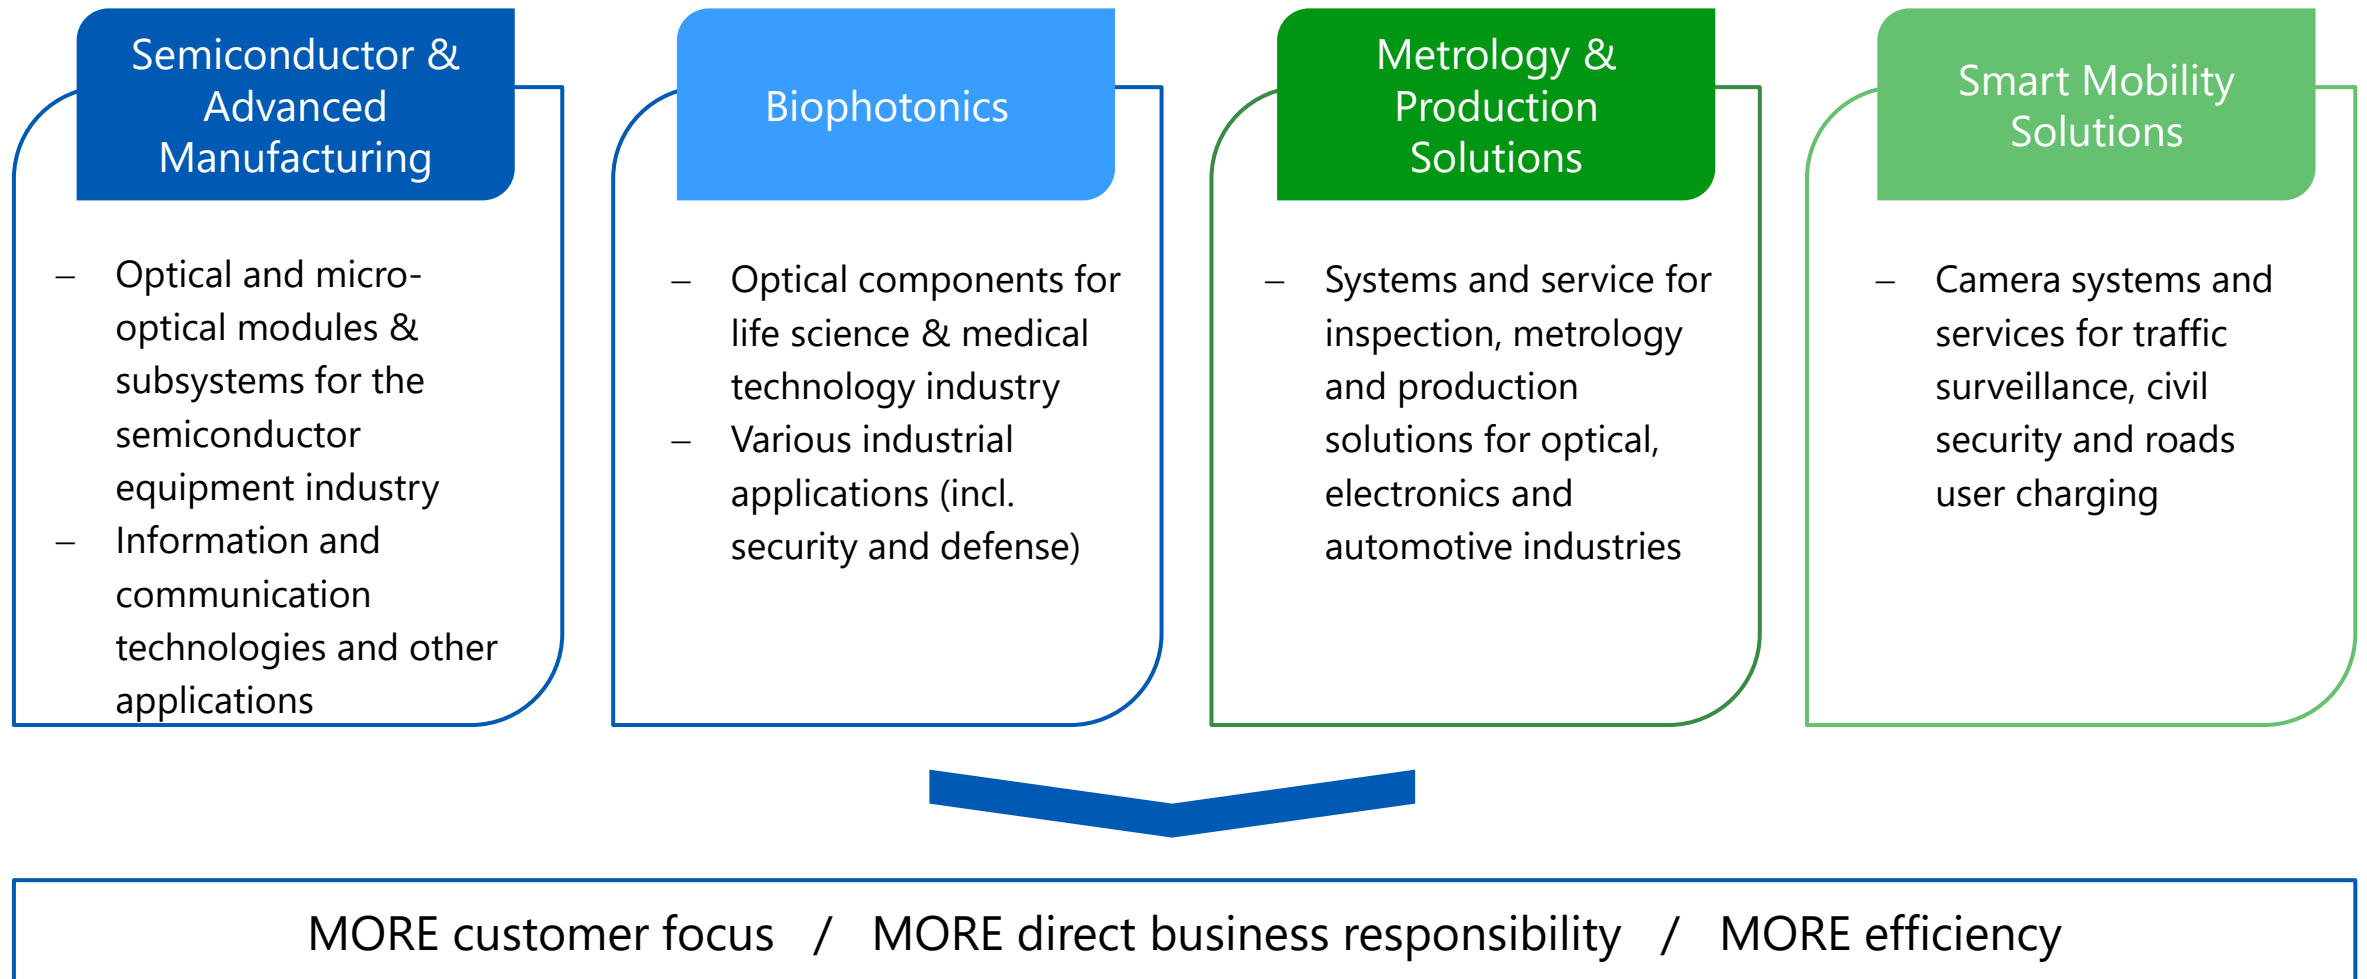 Semiconductor &
Advanced
Manufacturing
– Optical and micro-
optical modules &
subsystems for the
semiconductor
equipment industry
– Information and
communication
technologies and other
applications
Biophotonics
– Optical components for
life science & medical
technology industry
– Various industrial
applications (incl.
security and defense)
Metrology &
Production
Solutions
– Systems and service for
inspection, metrology
and production
solutions for optical,
electronics and
automotive industries
Smart Mobility
Solutions
– Camera systems and
services for traffic
surveillance, civil
security and roads
user charging
MORE customer focus / MORE direct business responsibility / MORE efficiency